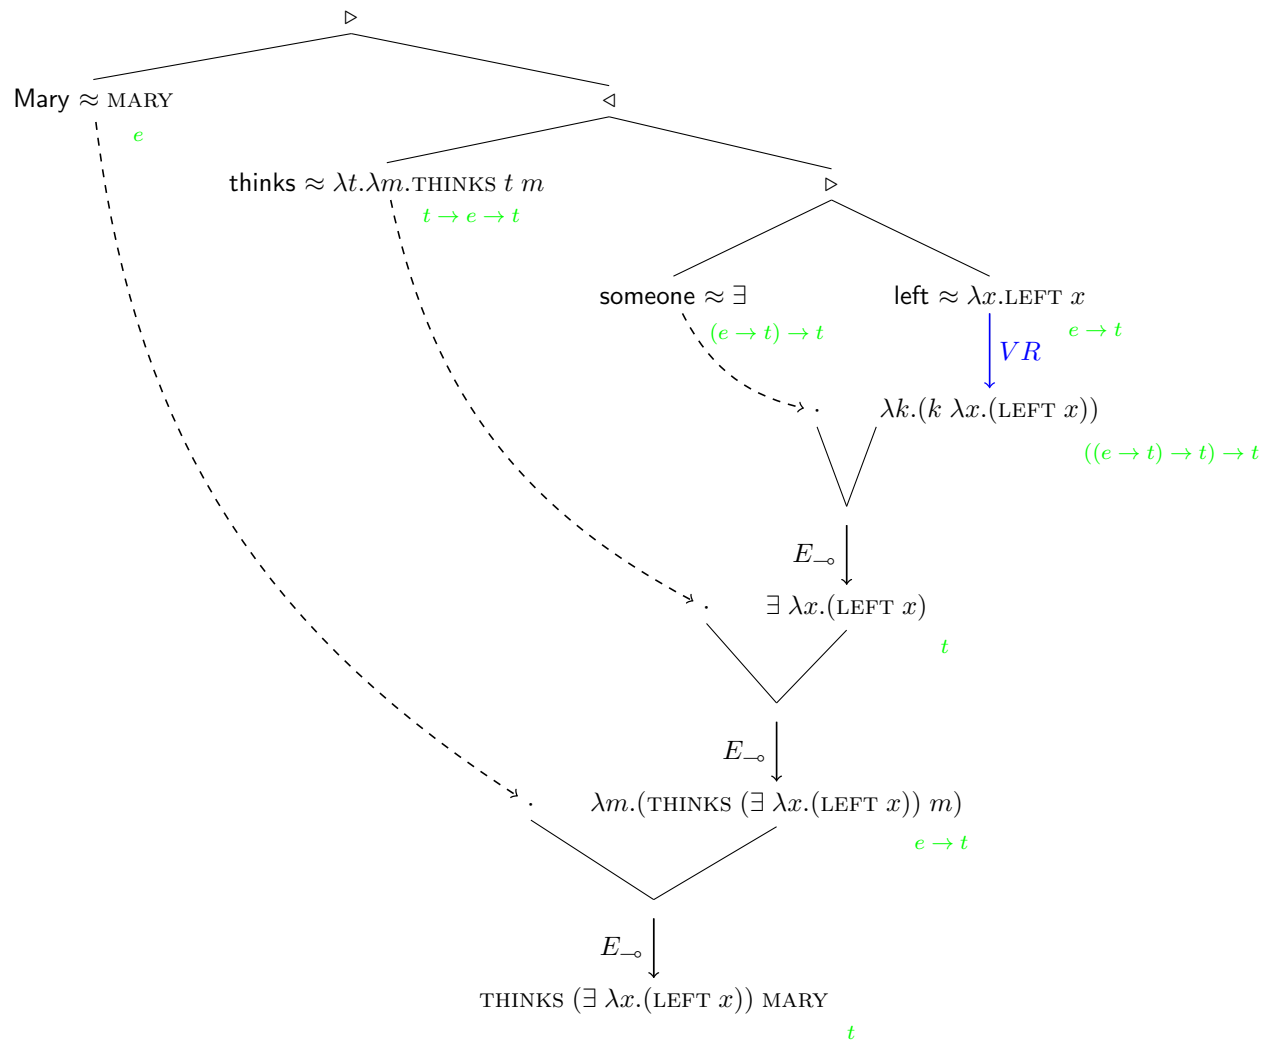 ▷
Mary ≈ MARY
◁
e
thinks ≈ λt.λm.THINKS t m
▷
t → e → t
someone ≈ ∃
left ≈ λx.LEFT x
(e → t) → t
e → t
VR
.
λk.(k λx.(LEFT x))
((e → t) → t) → t
E⊸
.
∃ λx.(LEFT x)
t
E⊸
.
λm.(THINKS (∃ λx.(LEFT x)) m)
e → t
E⊸
THINKS (∃ λx.(LEFT x)) MARY
t